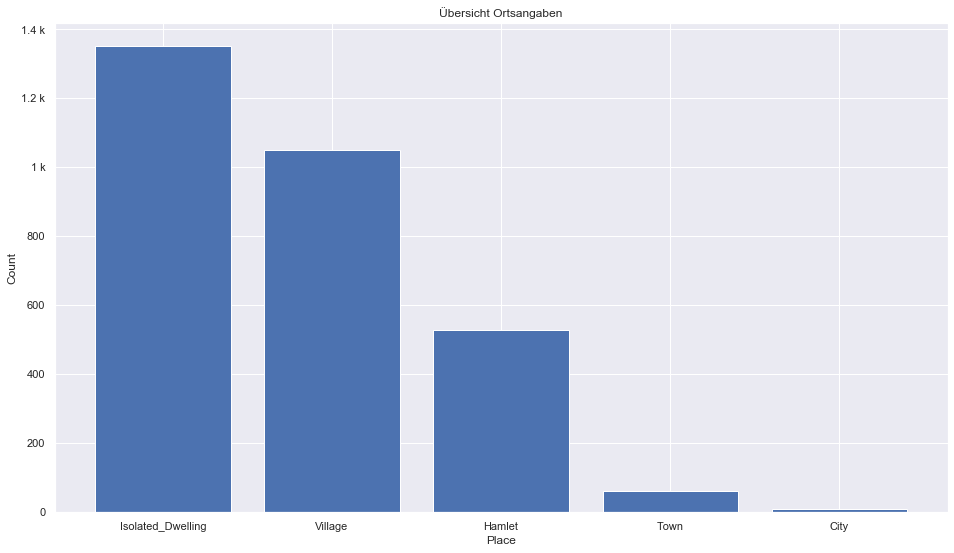 Übersicht Ortsangaben
1.4 k
1.2 k
1 k
800
600
400
200
0
Count
Isolated_Dwelling Village Hamlet Town City
Place